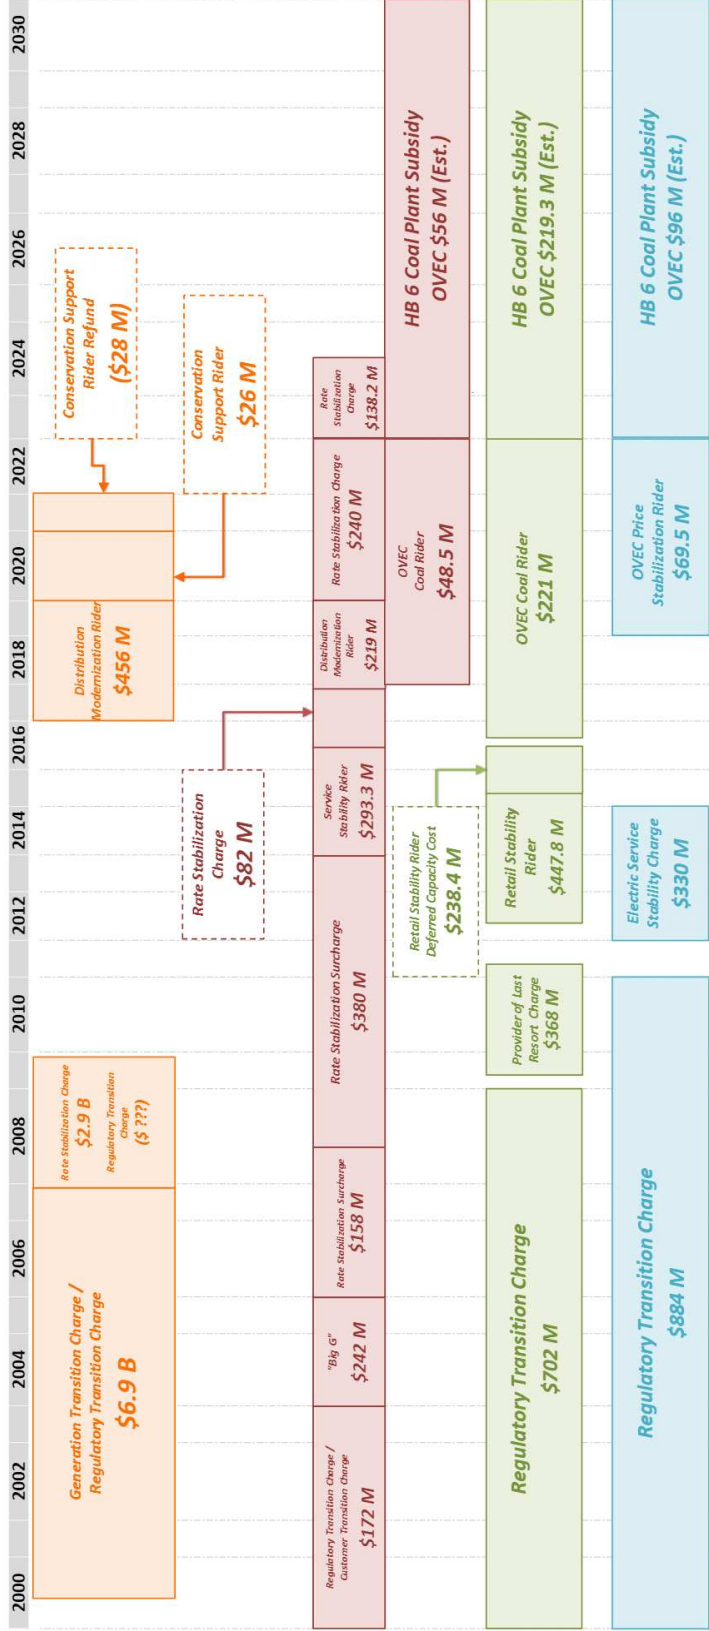 2000
2002
2004
2006
2008
2010
2012
2014
2016
2018
2020
2022
2024
2026
2028
2030
Generation Transition Charge /
Regulatory Transition Charge
$6.9 B
Rate Stabilization Charge
$2.9 B
Regulatory Transition
Charge
($ ???)
Distribution
Modernization Rider
$456 M
Conservation Support
Rider Refund
($28 M)
Conservation
Support Rider
$26 M
Rate Stabilization
Charge
$82 M
Regulatory Transition Charge /
Customer Transition Charge
$172 M
"Big G"
$242 M
Rate Stabilization Surcharge
$158 M
Rate Stabilization Surcharge
$380 M
Service
Stability Rider
$293.3 M
Distribution
Modernization
Rider
$219 M
Rate Stabilization Charge
$240 M
Rate
Stabilization
Charge
$138.2 M
OVEC
Coal Rider
$48.5 M
HB 6 Coal Plant Subsidy
OVEC $56 M (Est.)
Retail Stability Rider
Deferred Capacity Cost
$238.4 M
Regulatory Transition Charge
$702 M
Provider of Last
Resort Charge
$368 M
Retail Stability
Rider
$447.8 M
OVEC Coal Rider
$221 M
HB 6 Coal Plant Subsidy
OVEC $219.3 M (Est.)
Regulatory Transition Charge
$884 M
Electric Service
Stability Charge
$330 M
OVEC Price
Stabilization Rider
$69.5 M
HB 6 Coal Plant Subsidy
OVEC $96 M (Est.)